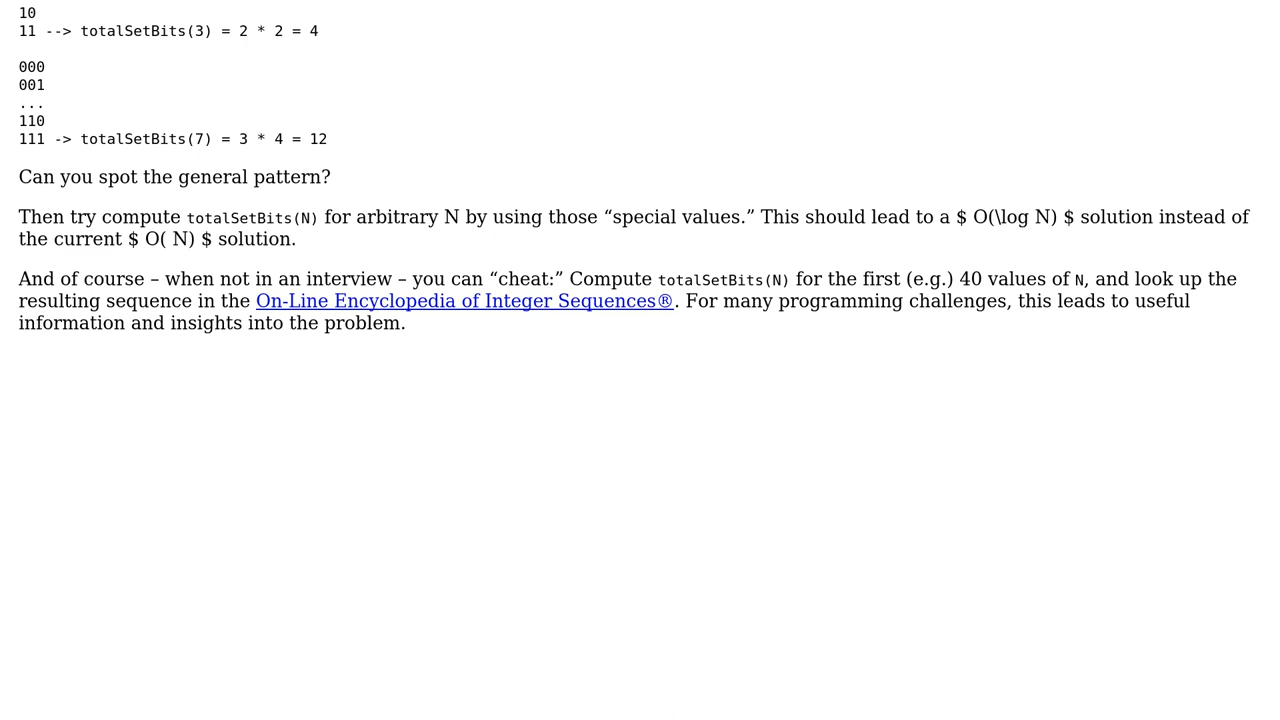 10
11 --> totalSetBits(3) = 2 * 2 = 4
000
001
...
110
111 -> totalSetBits(7) = 3 * 4 = 12
Can you spot the general pattern?
Then try compute totalSetBits(N) for arbitrary N by using those “special values.” This should lead to a $ O(\log N) $ solution instead of
the current $ O( N) $ solution.
And of course – when not in an interview – you can “cheat:” Compute totalSetBits(N) for the first (e.g.) 40 values of N, and look up the
resulting sequence in the On-Line Encyclopedia of Integer Sequences®. For many programming challenges, this leads to useful
information and insights into the problem.